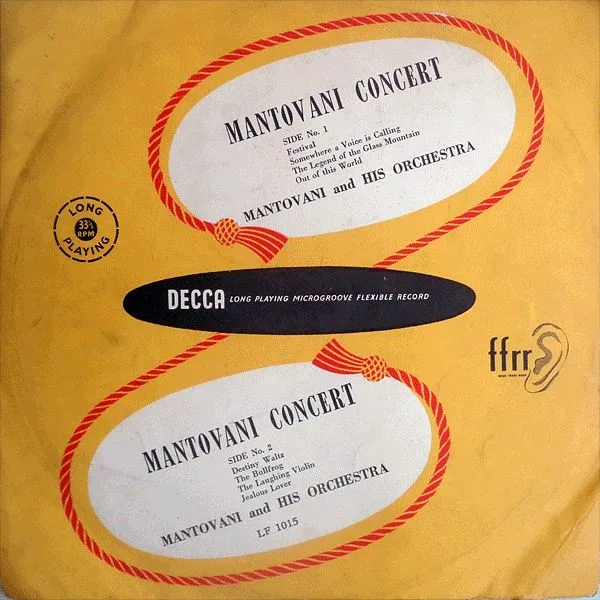 MANTOVANI CONCERT
SIDE No. 1
Festival
Somewhere a Voice is Calling
The Legend of the Glass Mountain
Out of this World
MANTOVANI and HIS ORCHESTRA
LONG
33⅓
RPM
PLAYING
DECCA LONG PLAYING MICROGROOVE FLEXIBLE RECORD
ffrr
MANTOVANI CONCERT
SIDE No. 2
Destiny Waltz
The Bullfrog
The Laughing Violin
Jealous Lover
MANTOVANI and HIS ORCHESTRA
LF 1015